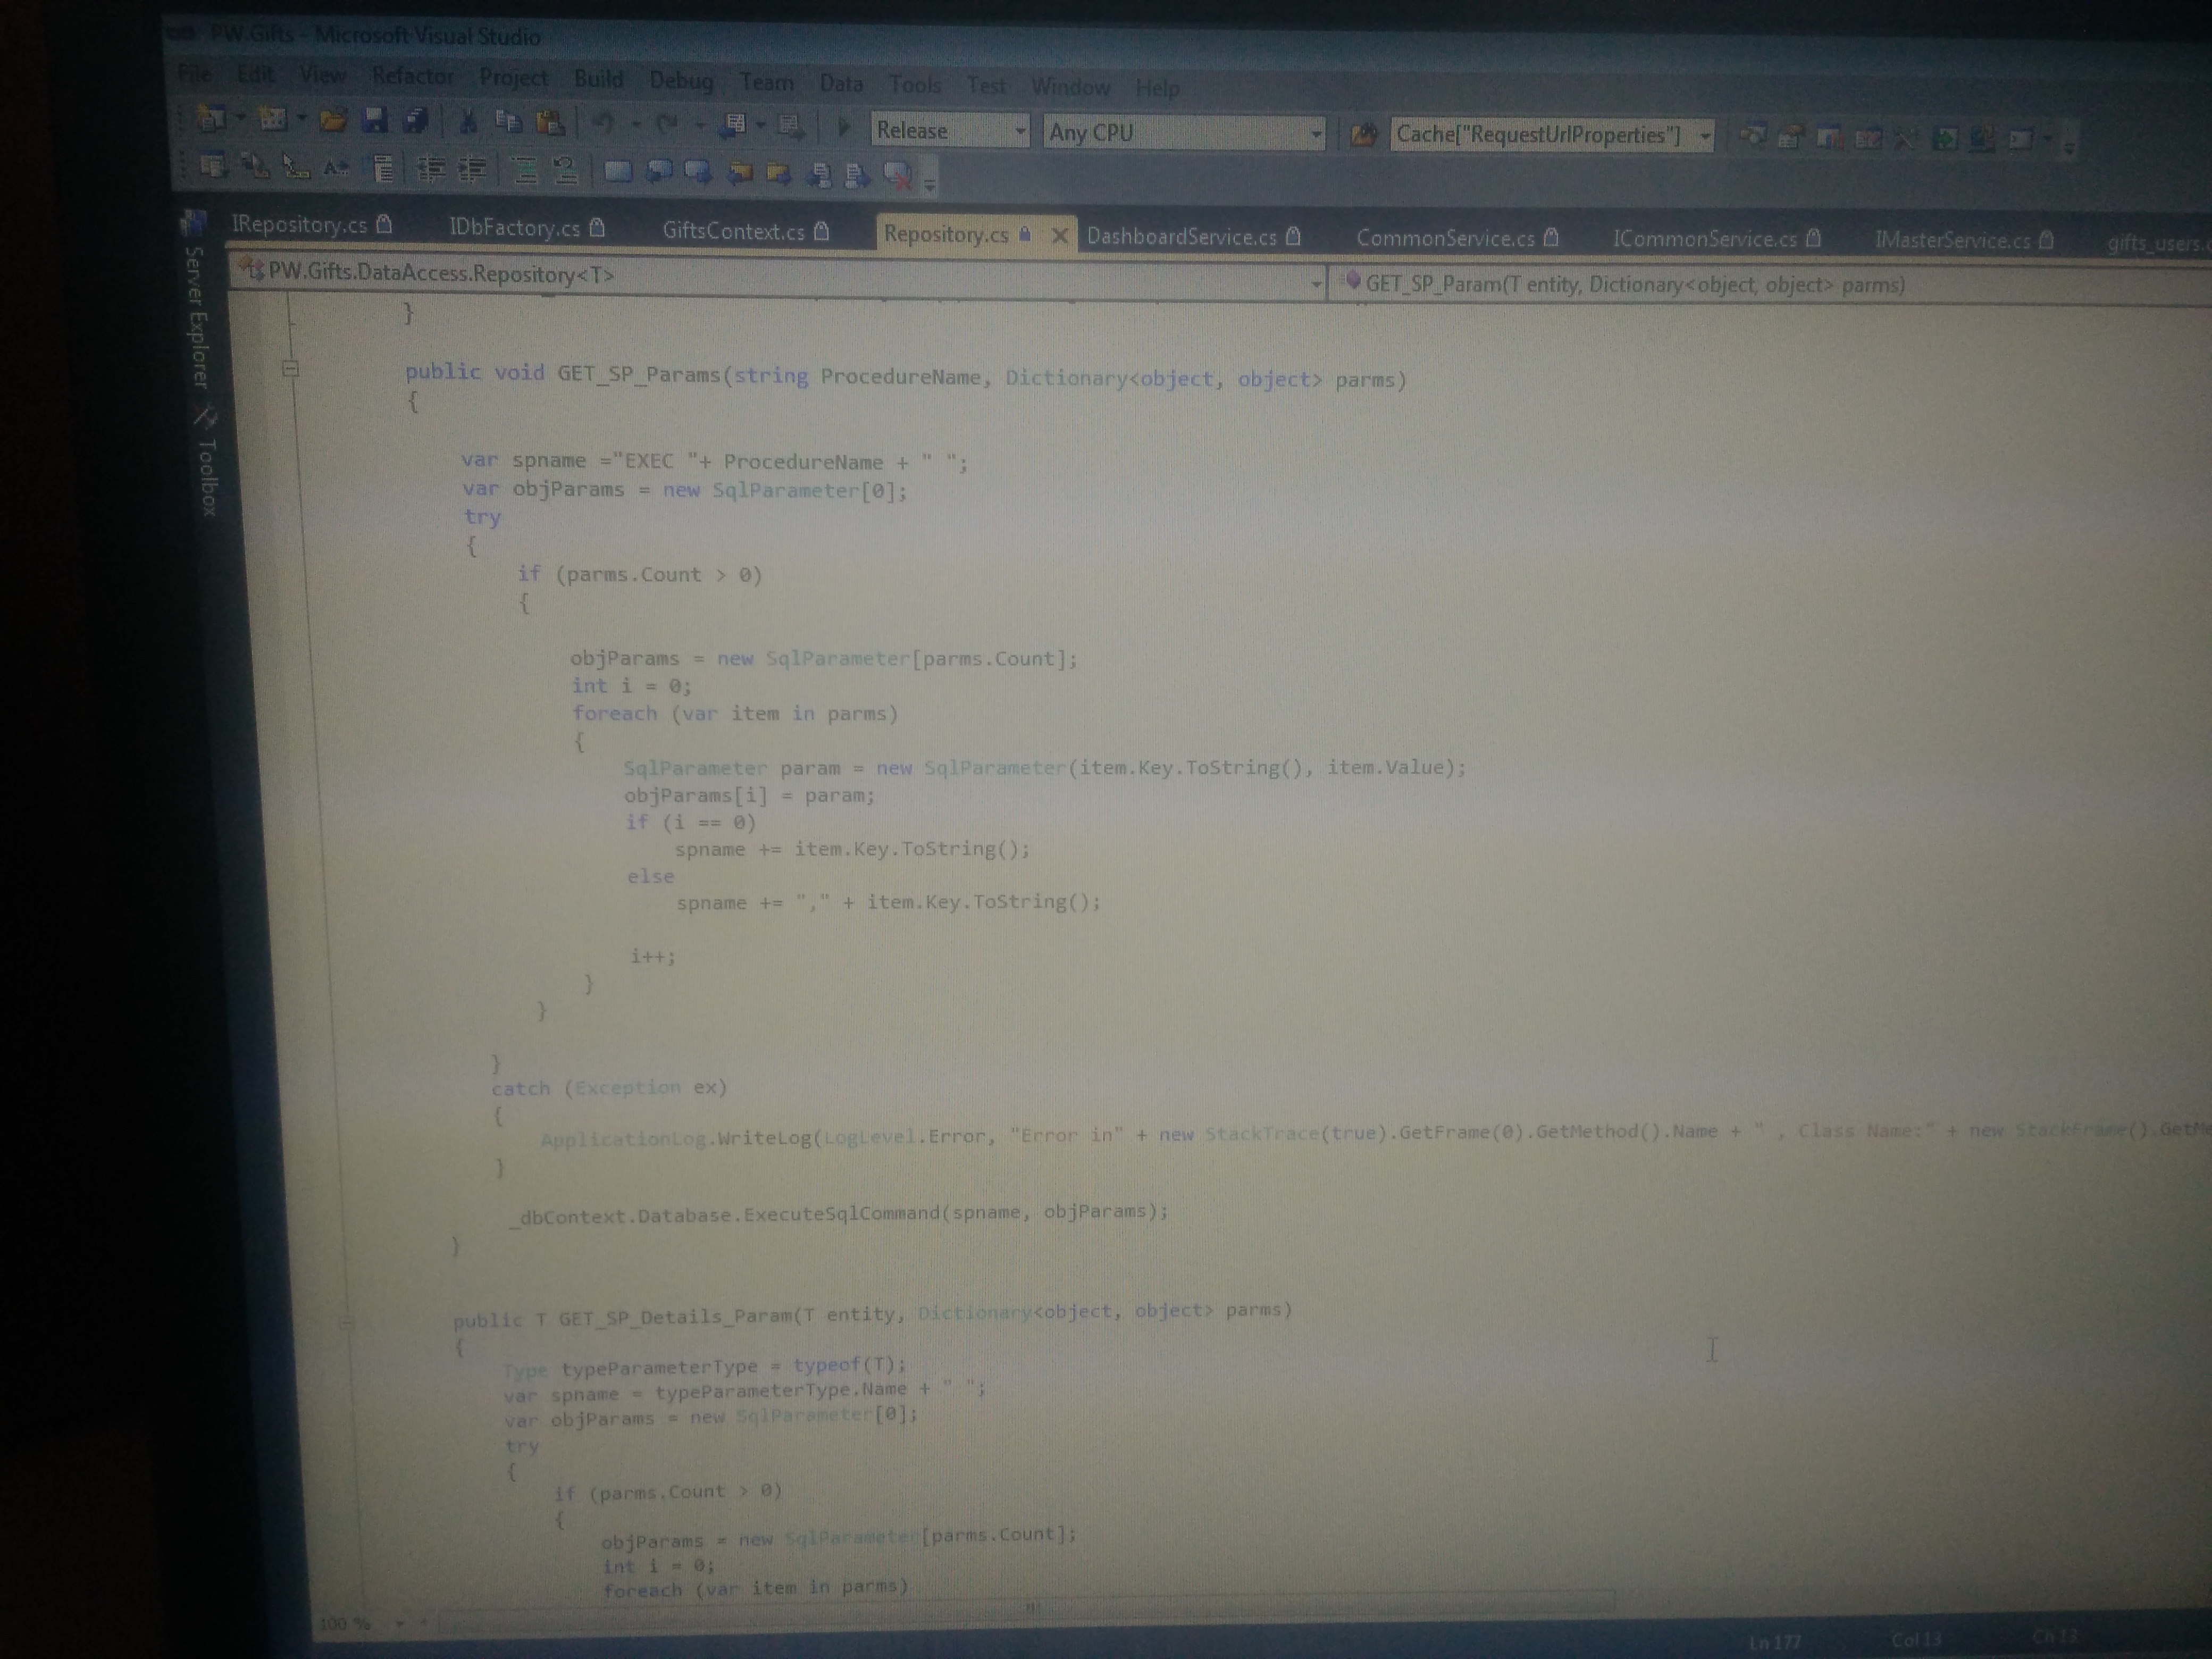 PW.Gifts - Microsoft Visual Studio
File Edit View Refactor Project Build Debug Team Data Tools Test Window Help
Release Any CPU Cache["RequestUrlProperties"]
IRepository.cs IDbFactory.cs GiftsContext.cs Repository.cs DashboardService.cs CommonService.cs ICommonService.cs IMasterService.cs gifts_users.
Server Explorer
Toolbox
PW.Gifts.DataAccess.Repository<T> GET_SP_Param(T entity, Dictionary<object, object> parms)
}
public void GET_SP_Params(string ProcedureName, Dictionary<object, object> parms)
{
var spname ="EXEC "+ ProcedureName + " ";
var objParams = new SqlParameter[0];
try
{
if (parms.Count > 0)
{
objParams = new SqlParameter[parms.Count];
int i = 0;
foreach (var item in parms)
{
SqlParameter param = new SqlParameter(item.Key.ToString(), item.Value);
objParams[i] = param;
if (i == 0)
spname += item.Key.ToString();
else
spname += "," + item.Key.ToString();
i++;
}
}
}
catch (Exception ex)
{
ApplicationLog.WriteLog(LogLevel.Error, "Error in" + new StackTrace(true).GetFrame(0).GetMethod().Name + " , Class Name:" + new StackFrame().GetMe
}
_dbContext.Database.ExecuteSqlCommand(spname, objParams);
}
public T GET_SP_Details_Param(T entity, Dictionary<object, object> parms)
{
Type typeParameterType = typeof(T);
var spname = typeParameterType.Name + " ";
var objParams = new SqlParameter[0];
try
{
if (parms.Count > 0)
{
objParams = new SqlParameter[parms.Count];
int i = 0;
foreach (var item in parms)
100 %
Ln 177 Col 13 Ch 13